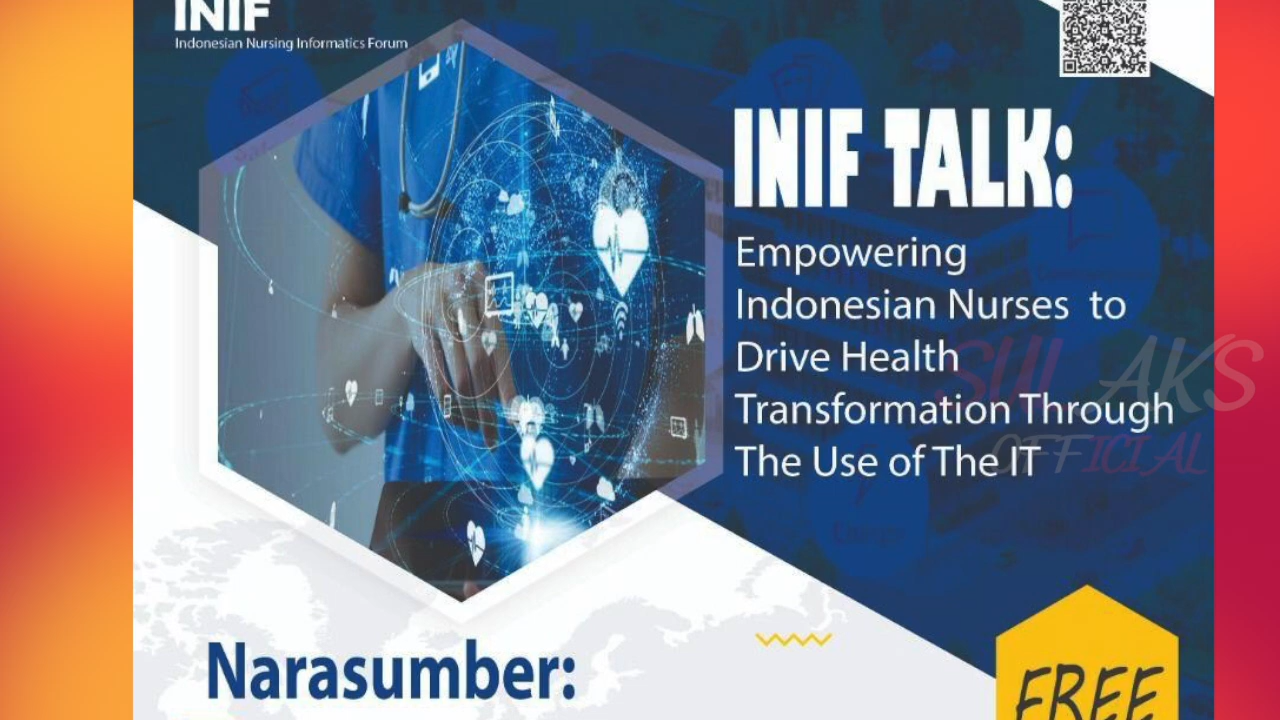 INIF
Indonesian Nursing Informatics Forum
INIF TALK:
Empowering
Indonesian Nurses to
Drive Health
Transformation Through
The Use of The IT
OFFICIAL
Narasumber:
FREE